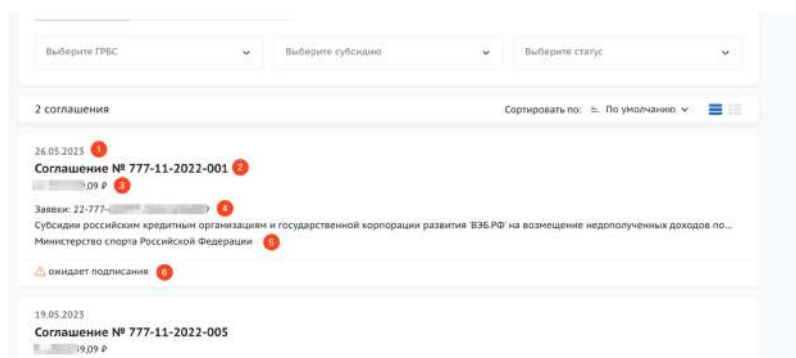 Выберите ГРБС
Выберите субсидию
Выберите статус
2 соглашения
Сортировать по: По умолчанию
26.05.2023 1
Соглашение № 777-11-2022-001 2
,09 ₽ 3
Заявки: 22-777- 4
Субсидии российским кредитным организациям и государственной корпорации развития 'ВЭБ.РФ' на возмещение недополученных доходов по...
Министерство спорта Российской Федерации 5
ожидает подписания 6
19.05.2023
Соглашение № 777-11-2022-005
9,09 ₽